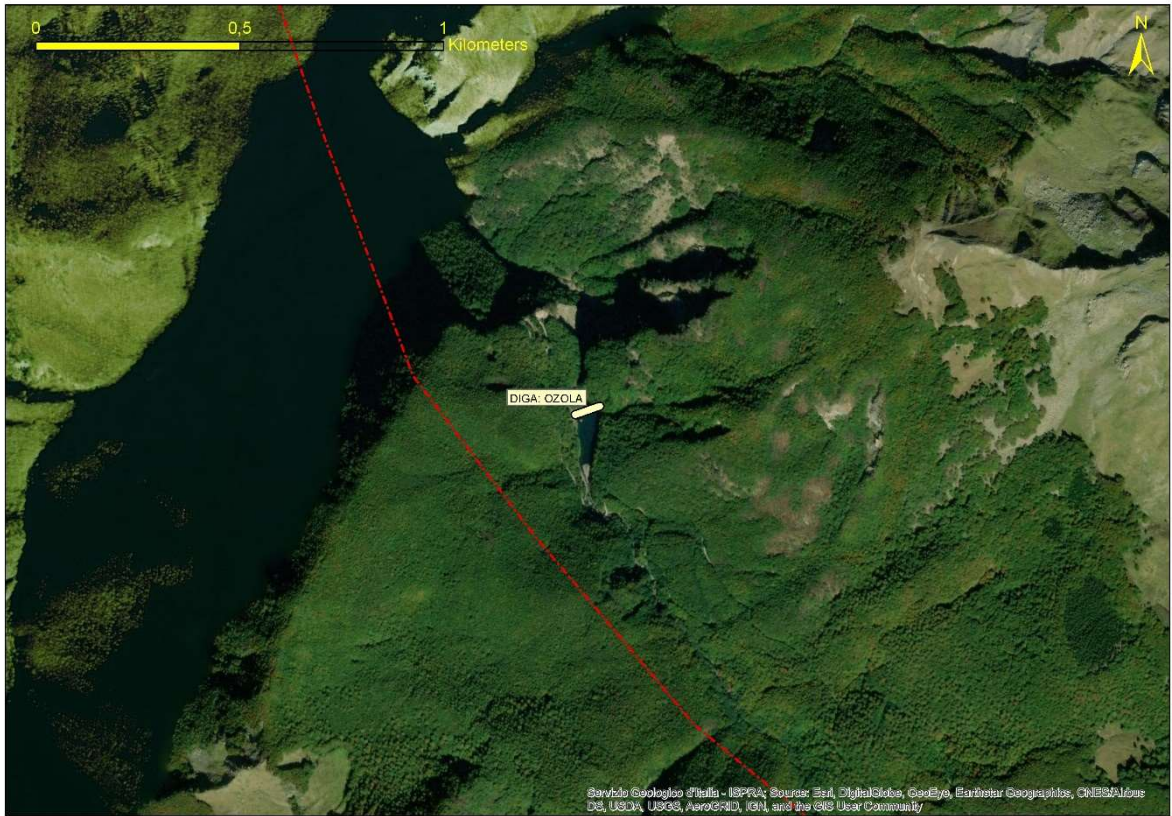 0 0,5 1
Kilometers
N
DIGA: OZOLA
Servizio Geologico d'Italia - ISPRA; Source: Esri, DigitalGlobe, GeoEye, Earthstar Geographics, CNES/Airbus
DS, USDA, USGS, AeroGRID, IGN, and the GIS User Community